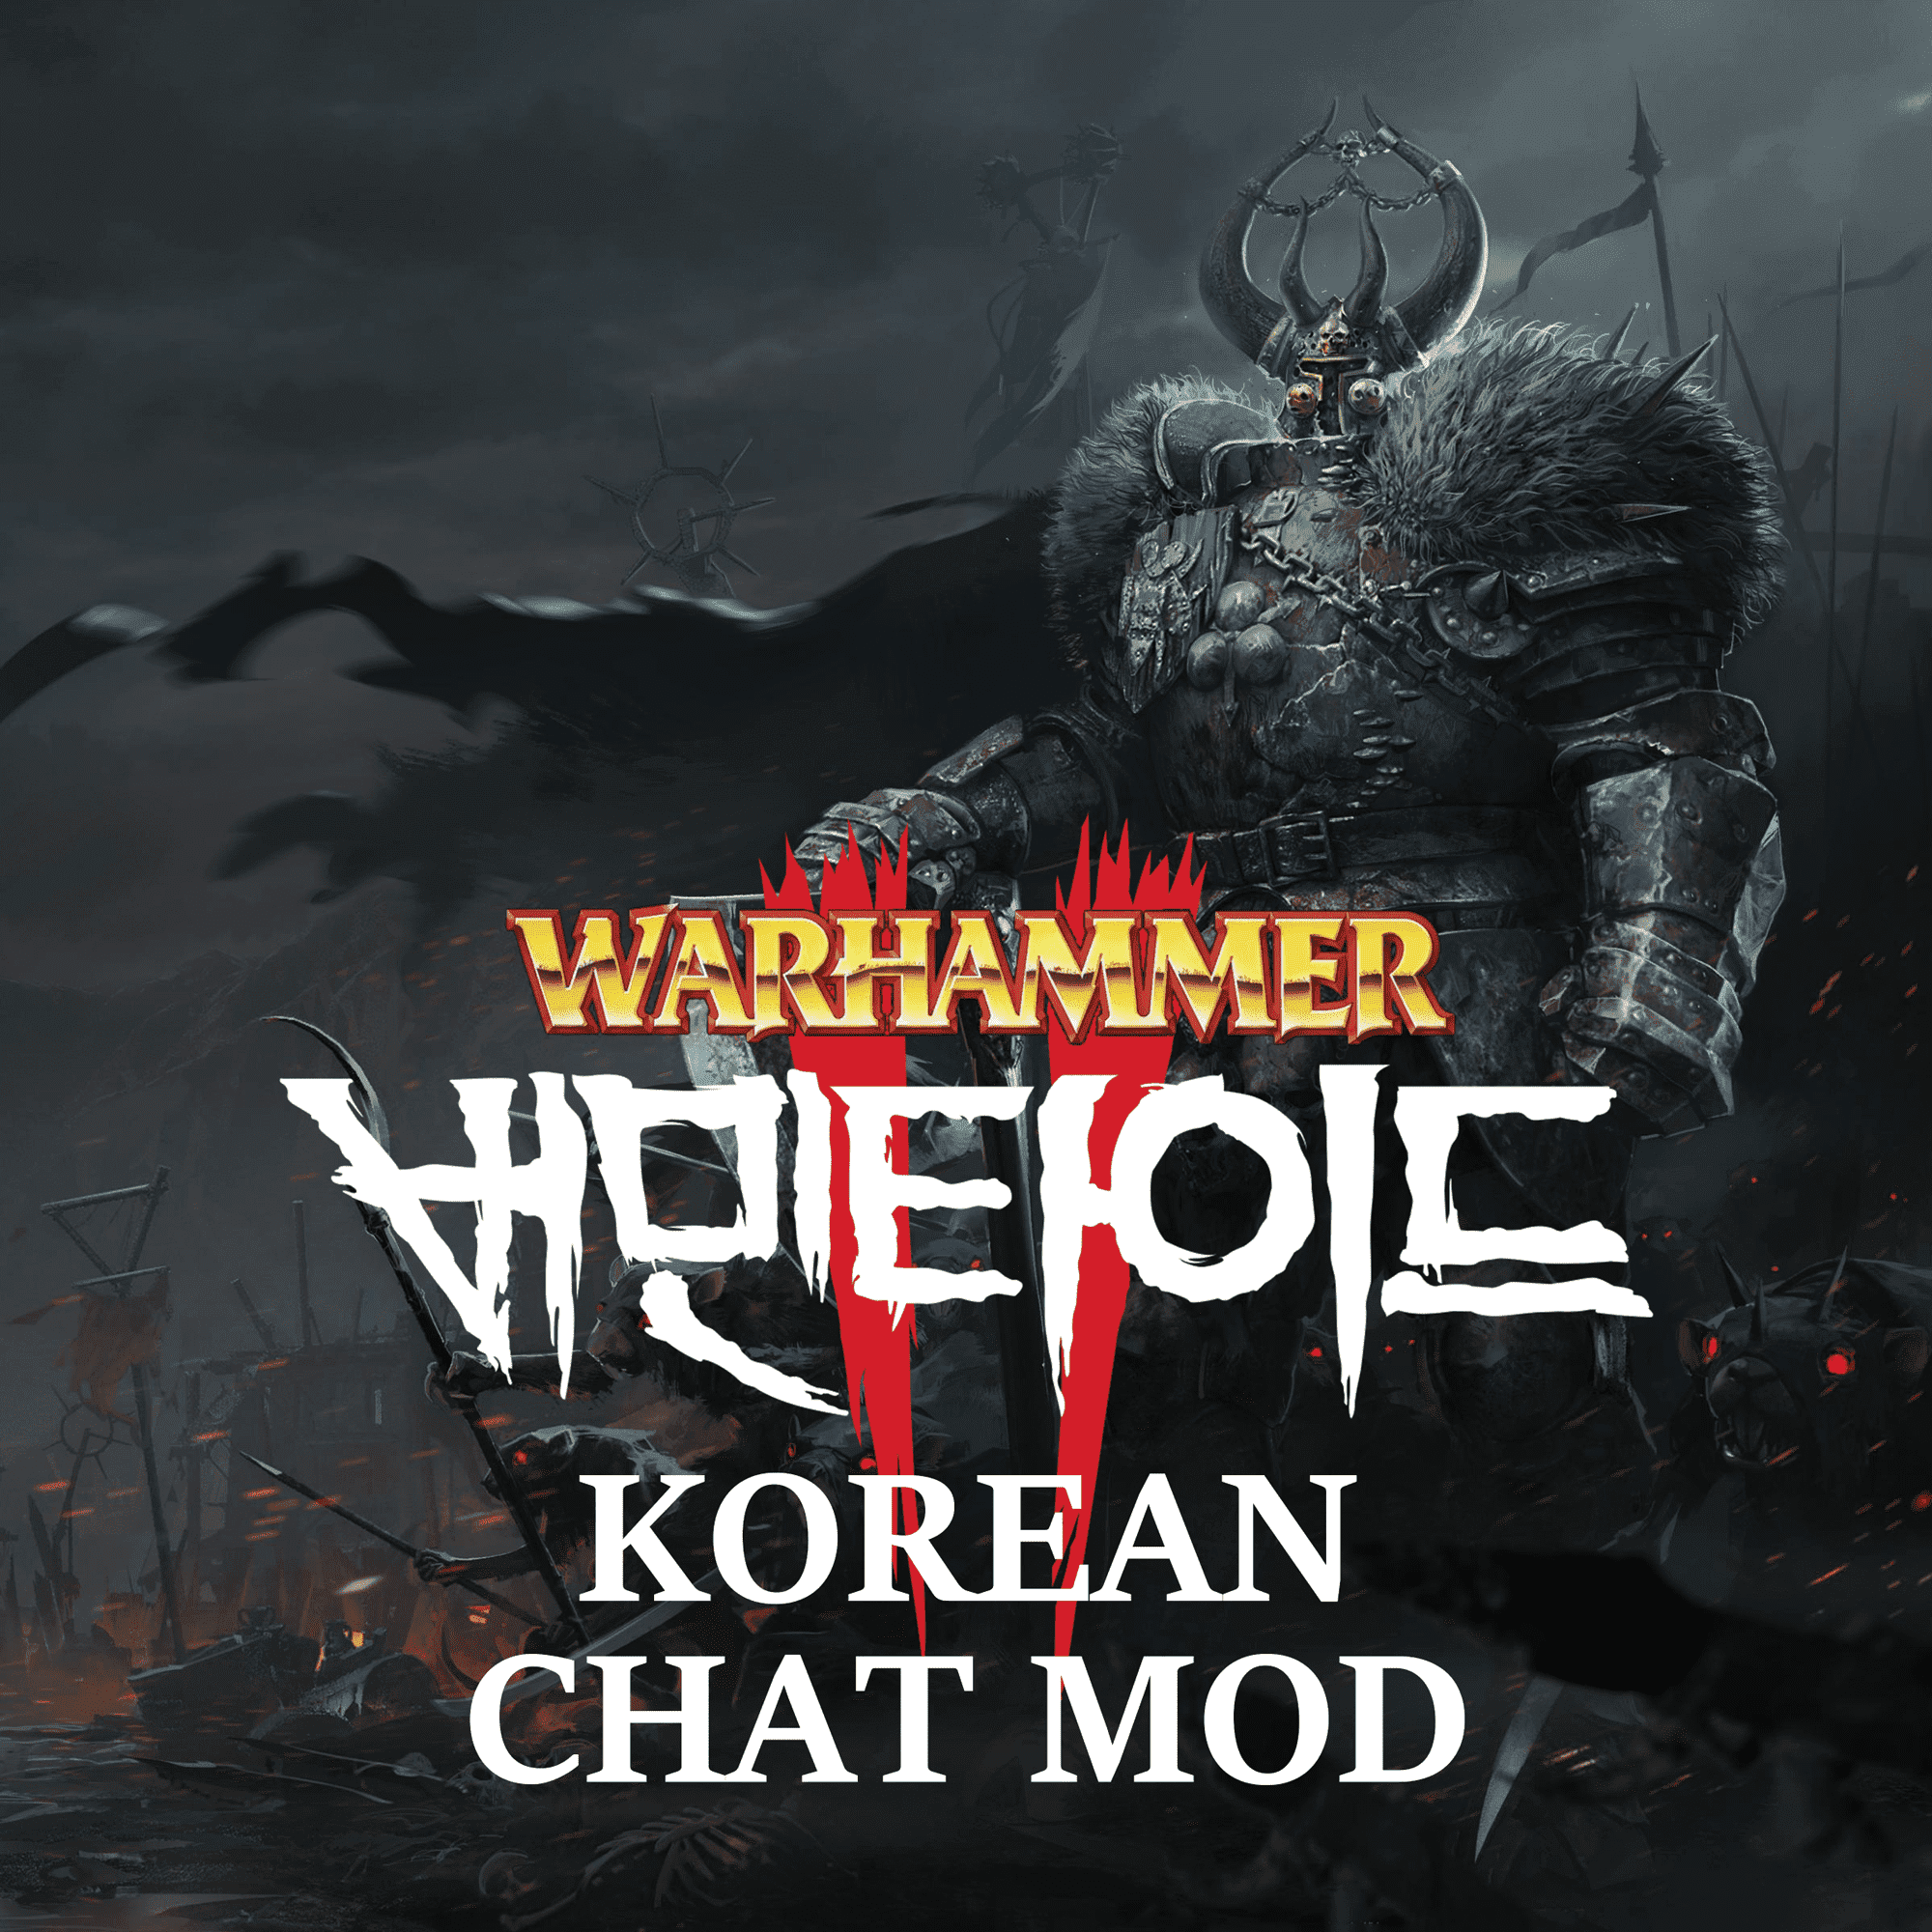 WARHAMMER
버민타이드
II
KOREAN
CHAT MOD